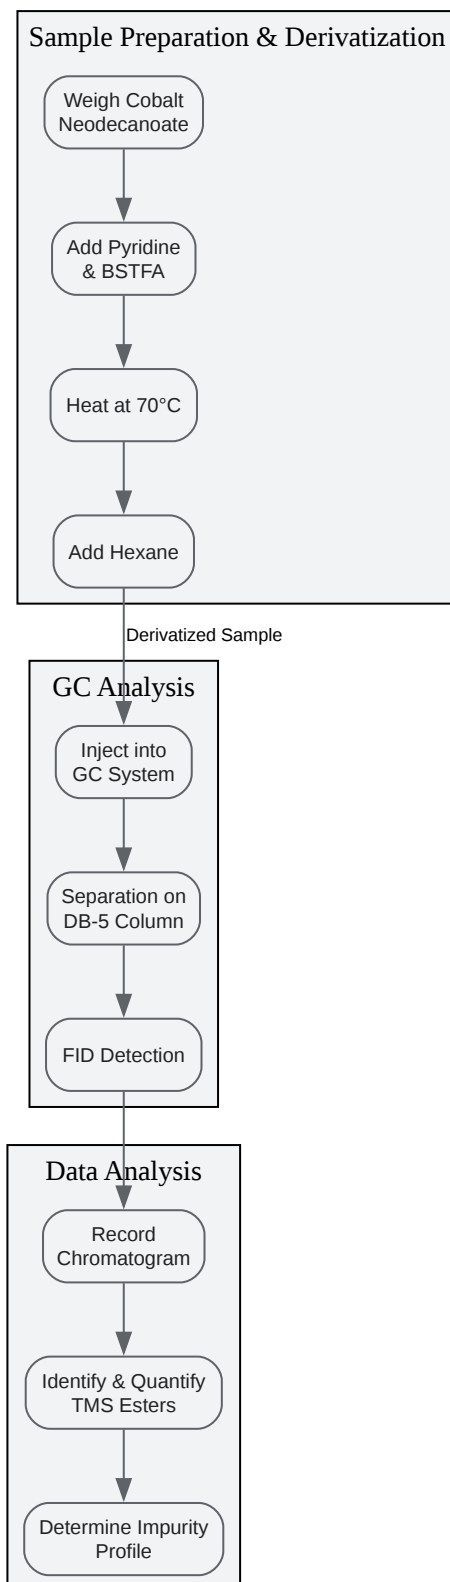 Sample Preparation & Derivatization
Weigh Cobalt
Neodecanoate
Add Pyridine
& BSTFA
Heat at 70°C
Add Hexane
Derivatized Sample
GC Analysis
Inject into
GC System
Separation on
DB-5 Column
FID Detection
Data Analysis
Record
Chromatogram
Identify & Quantify
TMS Esters
Determine Impurity
Profile